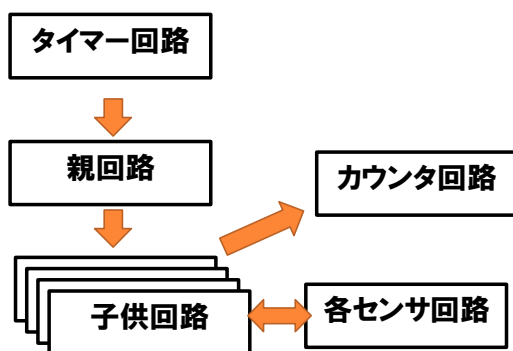 タイマー回路
親回路
カウンタ回路
子供回路
各センサ回路